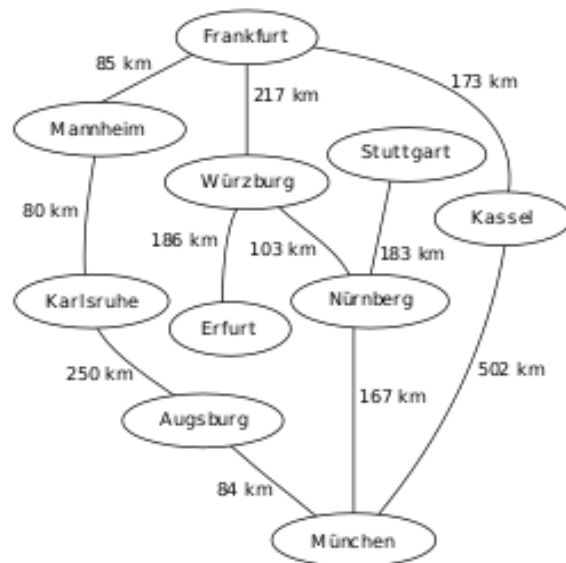 Frankfurt
85 km
173 km
217 km
Mannheim
Stuttgart
Würzburg
Kassel
80 km
186 km
103 km
183 km
Karlsruhe
Nürnberg
Erfurt
250 km
502 km
167 km
Augsburg
84 km
München